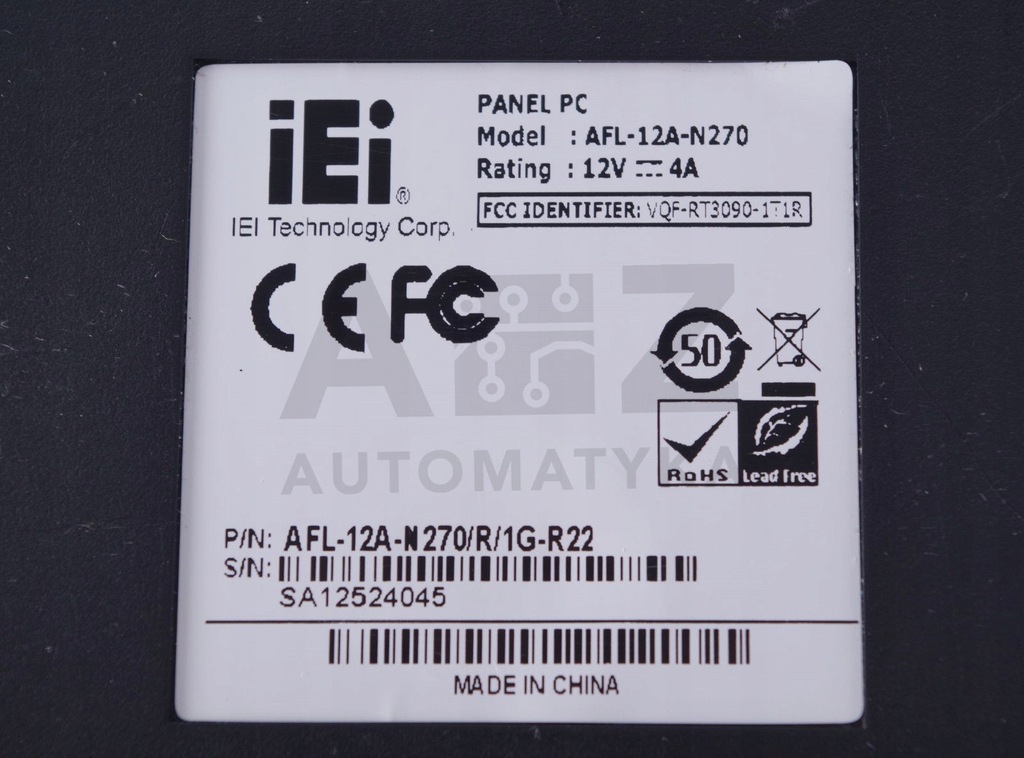 iEi®
IEI Technology Corp.
PANEL PC
Model : AFL-12A-N270
Rating : 12V ⎓ 4A
FCC IDENTIFIER: VQF-RT3090-1T1R
CE FC
50
RoHS
Lead Free
A Z
AUTOMATYKA
P/N: AFL-12A-N270/R/1G-R22
S/N:
SA12524045
MADE IN CHINA